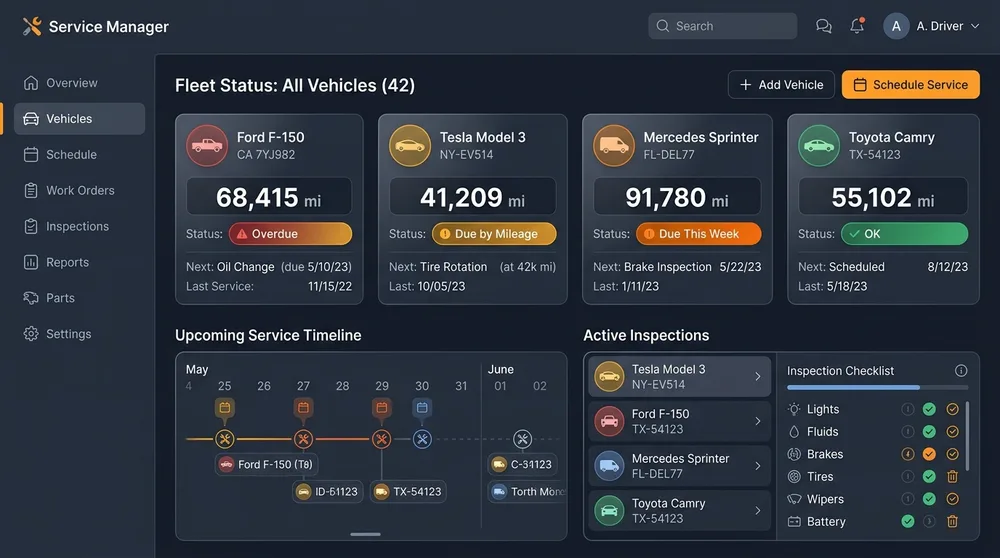 Service Manager
Search
A
A. Driver
Overview
Vehicles
Schedule
Work Orders
Inspections
Reports
Parts
Settings
Fleet Status: All Vehicles (42)
+ Add Vehicle
Schedule Service
Ford F-150
CA 7YJ982
68,415 mi
Status: Overdue
Next: Oil Change (due 5/10/23)
Last Service: 11/15/22
Tesla Model 3
NY-EV514
41,209 mi
Status: Due by Mileage
Next: Tire Rotation (at 42k mi)
Last: 10/05/23
Mercedes Sprinter
FL-DEL77
91,780 mi
Status: Due This Week
Next: Brake Inspection 5/22/23
Last: 1/11/23
Toyota Camry
TX-54123
55,102 mi
Status: OK
Next: Scheduled 8/12/23
Last: 5/18/23
Upcoming Service Timeline
May June
4 25 26 27 28 29 30 31 01 02
Ford F-150 (T8)
C-31123
ID-51123
TX-54123
Torth Mon
Active Inspections
Tesla Model 3
NY-EV514
Ford F-150
TX-54123
Mercedes Sprinter
FL-DEL77
Toyota Camry
TX-54123
Inspection Checklist
Lights
Fluids
Brakes
Tires
Wipers
Battery